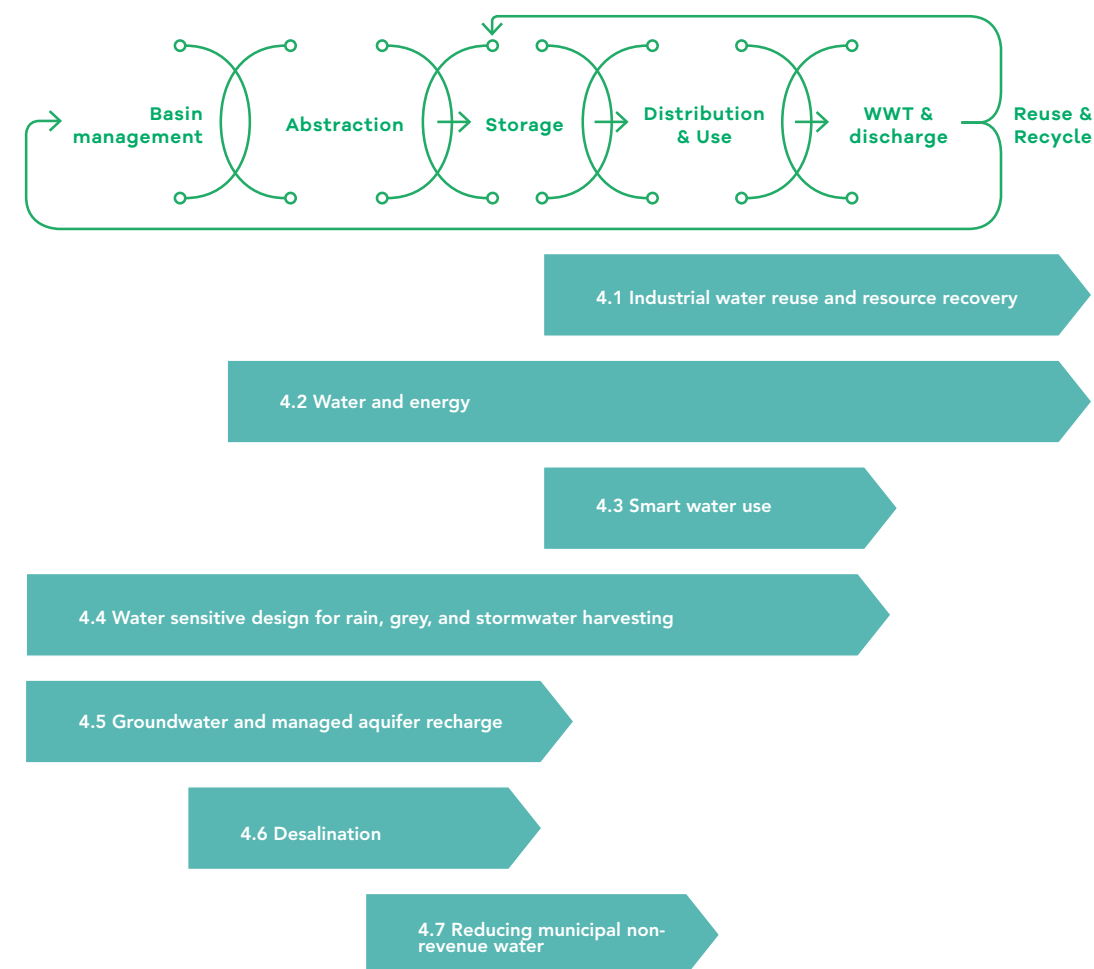 Basin
management
Abstraction
Storage
Distribution
& Use
WWT &
discharge
Reuse &
Recycle
4.1 Industrial water reuse and resource recovery
4.2 Water and energy
4.3 Smart water use
4.4 Water sensitive design for rain, grey, and stormwater harvesting
4.5 Groundwater and managed aquifer recharge
4.6 Desalination
4.7 Reducing municipal non-
revenue water